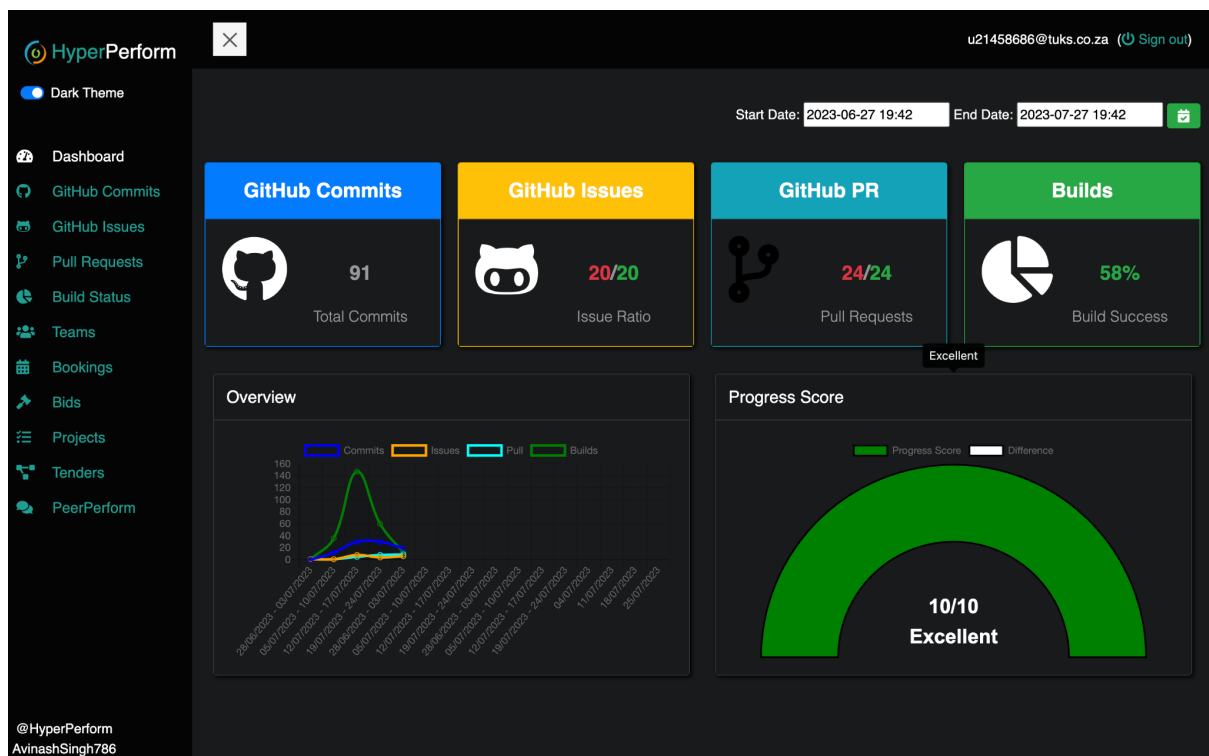 HyperPerform
u21458686@tuks.co.za (Sign out)
Dark Theme
Start Date: 2023-06-27 19:42 End Date: 2023-07-27 19:42
Dashboard
GitHub Commits
GitHub Issues
Pull Requests
Build Status
Teams
Bookings
Bids
Projects
Tenders
PeerPerform
GitHub Commits
91
Total Commits
GitHub Issues
20/20
Issue Ratio
GitHub PR
24/24
Pull Requests
Builds
58%
Build Success
Excellent
Overview
Commits Issues Pull Builds
160
140
120
100
80
60
40
20
0
28/06/2023 - 03/07/2023
05/07/2023 - 10/07/2023
12/07/2023 - 17/07/2023
19/07/2023 - 24/07/2023
28/06/2023 - 03/07/2023
05/07/2023 - 10/07/2023
12/07/2023 - 17/07/2023
19/07/2023 - 24/07/2023
28/06/2023 - 03/07/2023
05/07/2023 - 10/07/2023
12/07/2023 - 17/07/2023
19/07/2023 - 24/07/2023
04/07/2023
11/07/2023
18/07/2023
25/07/2023
Progress Score
Progress Score Difference
10/10
Excellent
@HyperPerform
AvinashSingh786